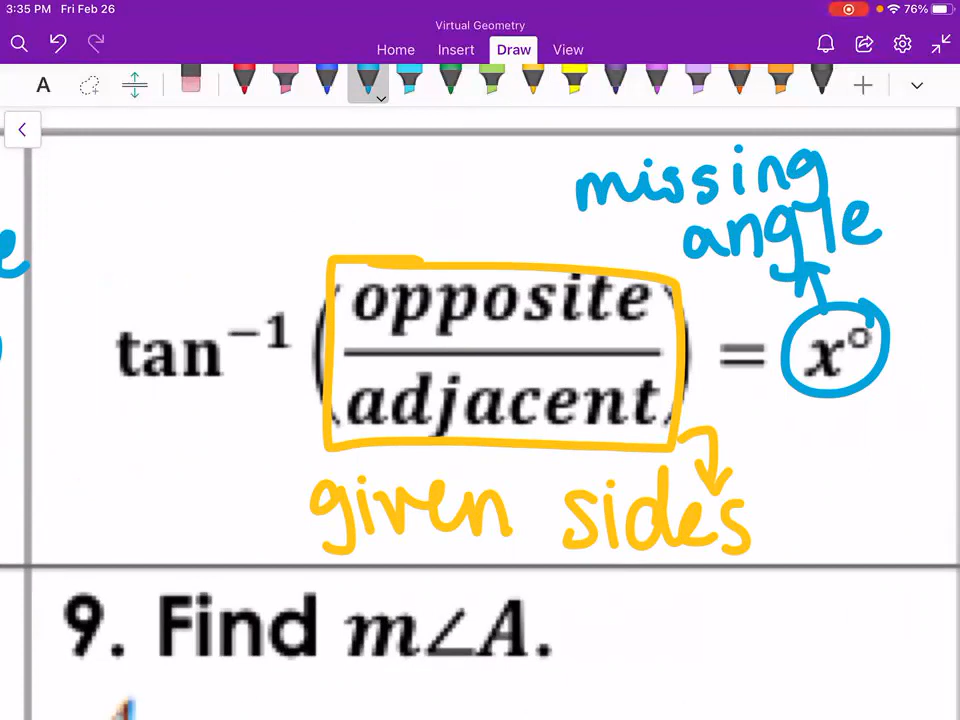 3:35 PM Fri Feb 26
76%
Virtual Geometry
Home Insert Draw View
A
missing
angle
tan⁻¹ (opposite/adjacent) = x°
given sides
9. Find m∠A.